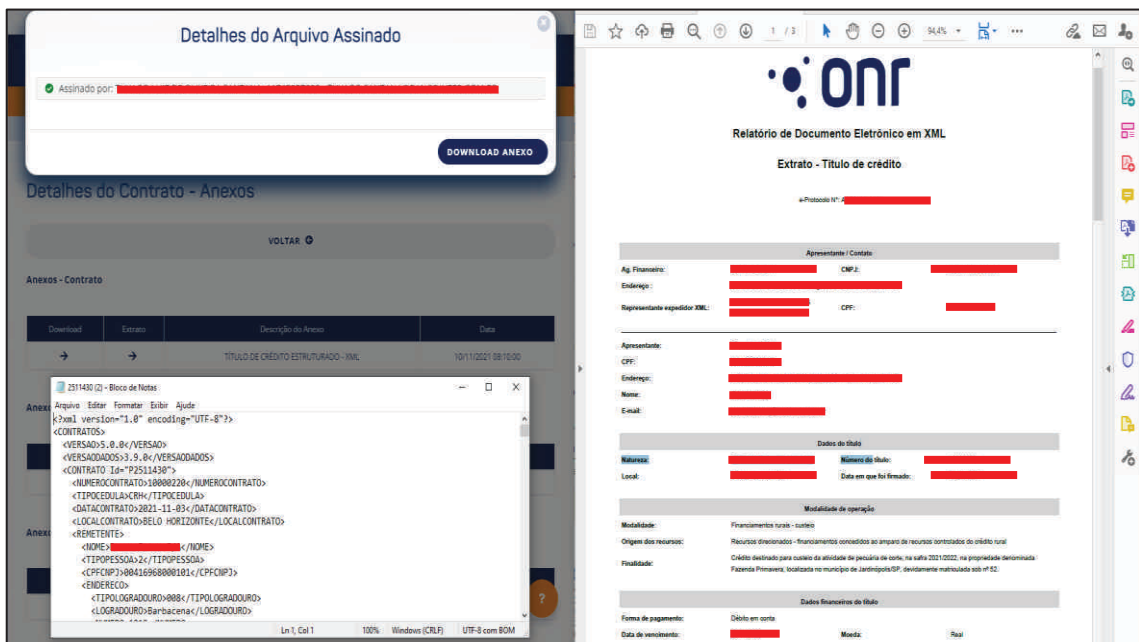 Detalhes do Arquivo Assinado
Assinado por:
DOWNLOAD ANEXO
Detalhes do Contrato - Anexos
VOLTAR
Anexos - Contrato
Download Extrato Descrição do Anexo Data
TÍTULO DE CRÉDITO ESTRUTURADO - XML 10/11/2021 08:10:00
2511430 (2) - Bloco de Notas
Arquivo Editar Formatar Exibir Ajuda
<?xml version="1.0" encoding="UTF-8"?>
<CONTRATOS>
<VERSAO>5.0.0</VERSAO>
<VERSAODADOS>3.9.0</VERSAODADOS>
<CONTRATO Id="P2511430">
<NUMEROCONTRATO>10000220</NUMEROCONTRATO>
<TIPOCEDULA>CRH</TIPOCEDULA>
<DATACONTRATO>2021-11-03</DATACONTRATO>
<LOCALCONTRATO>BELO HORIZONTE</LOCALCONTRATO>
<REMETENTE>
<NOME> </NOME>
<TIPOPESSOA>2</TIPOPESSOA>
<CPFCNPJ>00416968000101</CPFCNPJ>
<ENDERECO>
<TIPOLOGRADOURO>008</TIPOLOGRADOURO>
<LOGRADOURO>Barbacena</LOGRADOURO>
Ln 1, Col 1 100% Windows (CRLF) UTF-8 com BOM
?
1 / 3 94,4%
onr
Relatório de Documento Eletrônico em XML
Extrato - Título de crédito
e-Protocolo Nº: A
Apresentante / Contato
Ag. Financeiro: CNPJ:
Endereço :
Representante expedidor XML: CPF:
Apresentante:
CPF:
Endereço:
Nome:
E-mail:
Dados do título
Natureza: Número do título:
Local: Data em que foi firmado:
Modalidade de operação
Modalidade: Financiamentos rurais - custeio
Origem dos recursos: Recursos direcionados - financiamentos concedidos ao amparo de recursos controlados do crédito rural
Finalidade: Crédito destinado para custeio da atividade de pecuária de corte, na safra 2021/2022, na propriedade denominada
Fazenda Primavera, localizada no município de Jardinópolis/SP, devidamente matriculada sob nº 52.
Dados financeiros do título
Forma de pagamento: Débito em conta
Data de vencimento: Moeda: Real